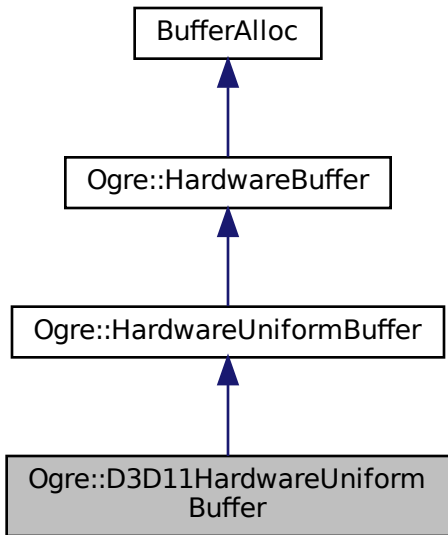 BufferAlloc
Ogre::HardwareBuffer
Ogre::HardwareUniformBuffer
Ogre::D3D11HardwareUniform
Buffer